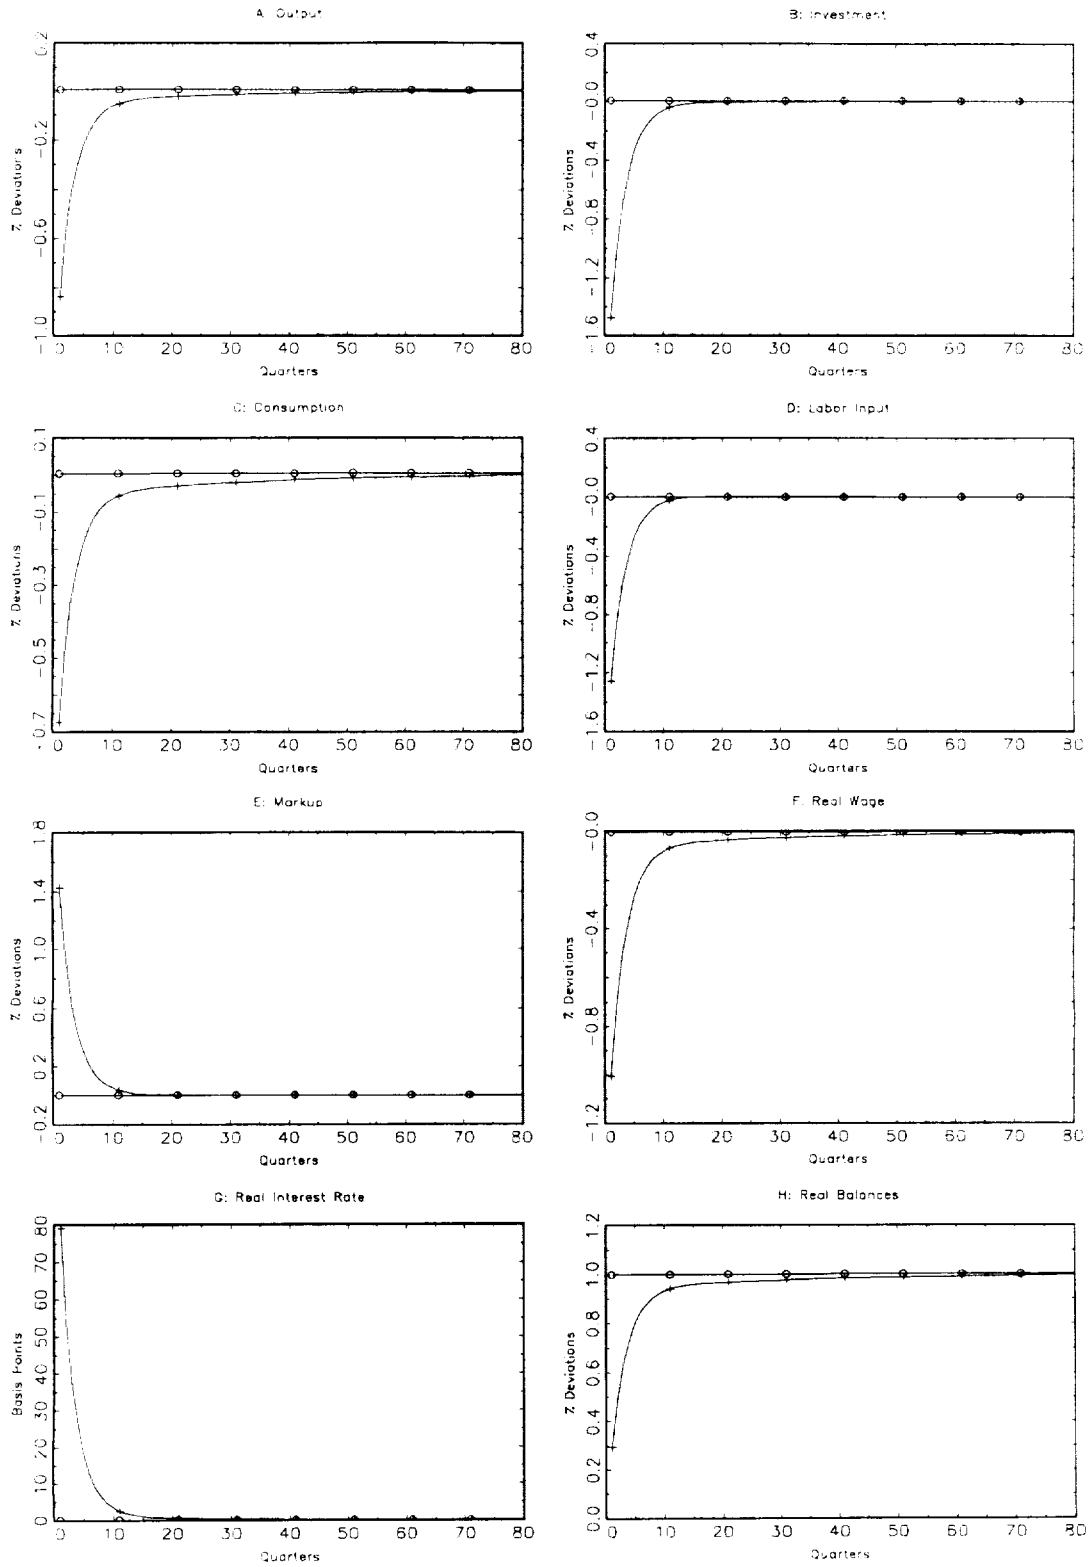 A: Output
% Deviations
0.2
-0.2
-0.6
-1.0
0 10 20 30 40 50 60 70 80
Quarters
B: Investment
% Deviations
0.4
-0.0
-0.4
-0.8
-1.2
-1.6
0 10 20 30 40 50 60 70 80
Quarters
C: Consumption
% Deviations
0.1
-0.1
-0.3
-0.5
-0.7
0 10 20 30 40 50 60 70 80
Quarters
D: Labor Input
% Deviations
0.4
-0.0
-0.4
-0.8
-1.2
-1.6
0 10 20 30 40 50 60 70 80
Quarters
E: Markup
% Deviations
1.8
1.4
1.0
0.6
0.2
-0.2
0 10 20 30 40 50 60 70 80
Quarters
F: Real Wage
% Deviations
-0.0
-0.4
-0.8
-1.2
0 10 20 30 40 50 60 70 80
Quarters
G: Real Interest Rate
Basis Points
80
70
60
50
40
30
20
10
0
0 10 20 30 40 50 60 70 80
Quarters
H: Real Balances
% Deviations
1.2
1.0
0.8
0.6
0.4
0.2
0.0
0 10 20 30 40 50 60 70 80
Quarters